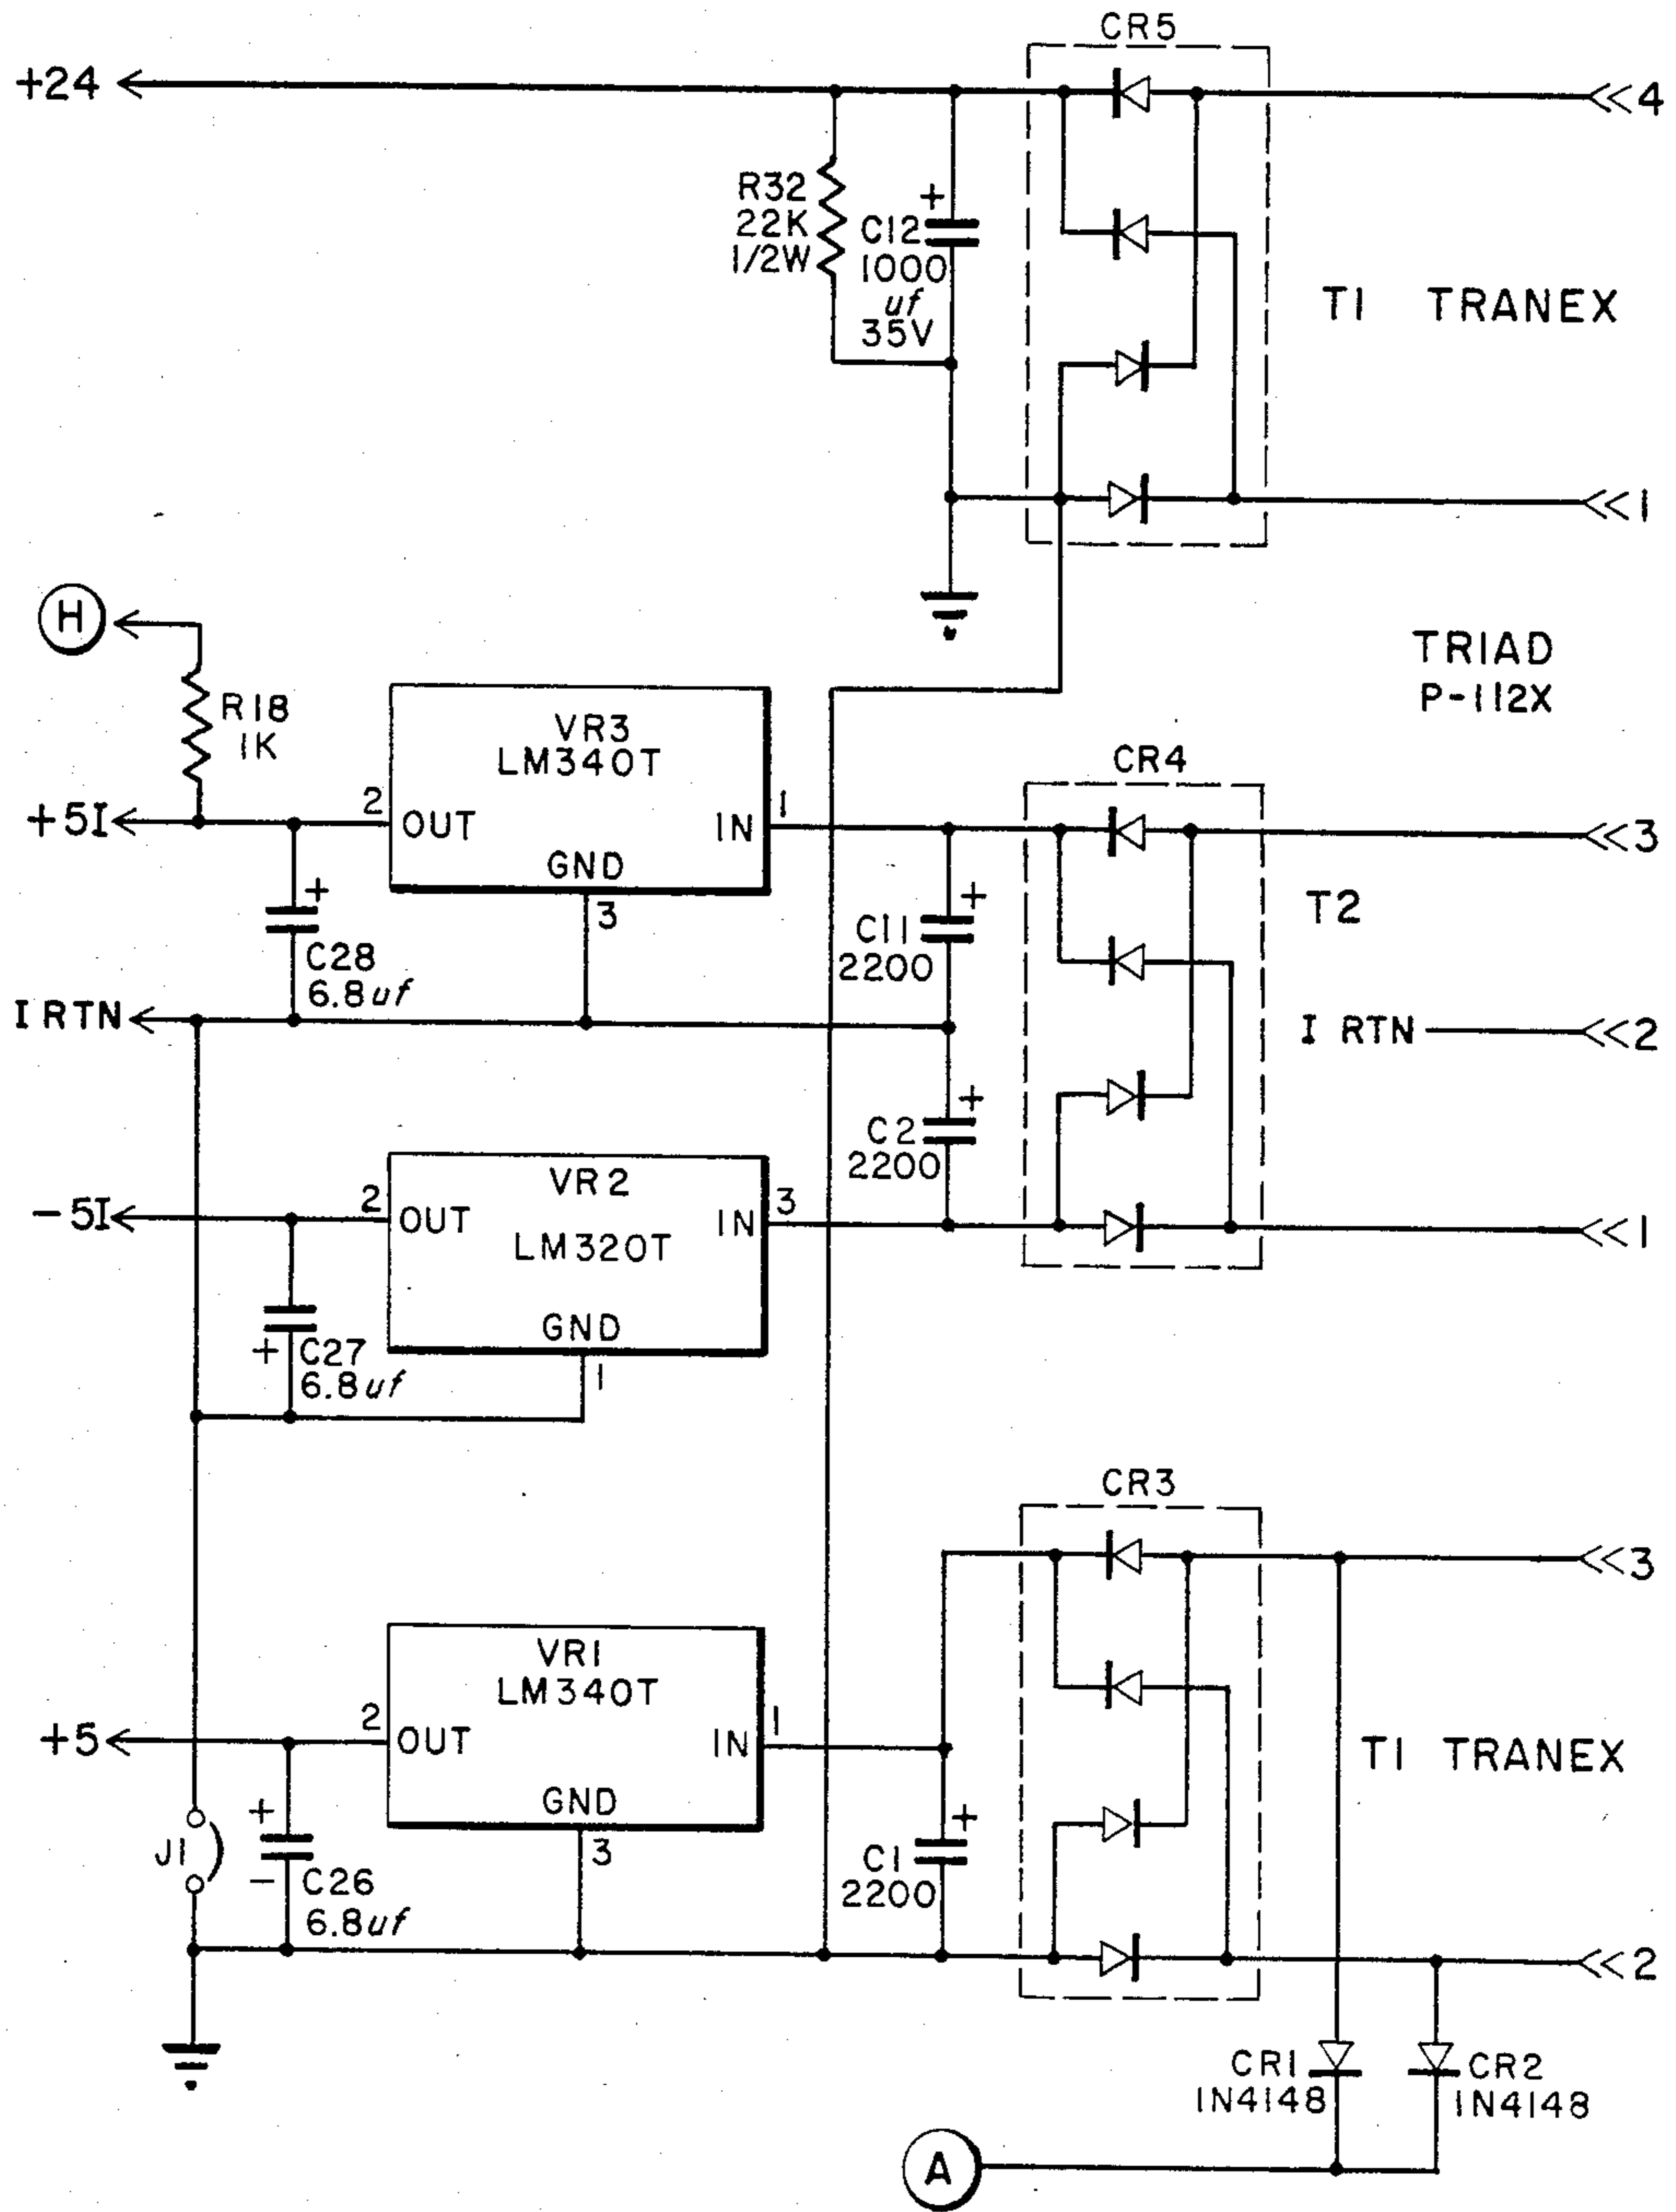 CR5
+24
4
R32
22K
1/2W
+
C12
1000
uf
35V
T1 TRANEX
1
H
R18
1K
TRIAD
P-112X
VR3
LM340T
CR4
+5I
2
OUT
IN
1
3
GND
3
+
C28
6.8uf
+
C11
2200
T2
I RTN
I RTN
2
+
C2
2200
VR2
LM320T
-5I
2
OUT
IN
3
1
GND
1
+
C27
6.8uf
CR3
3
VR1
LM340T
+5
2
OUT
IN
1
T1 TRANEX
GND
3
+
-
C26
6.8uf
J1
+
C1
2200
2
CR1
1N4148
CR2
1N4148
A